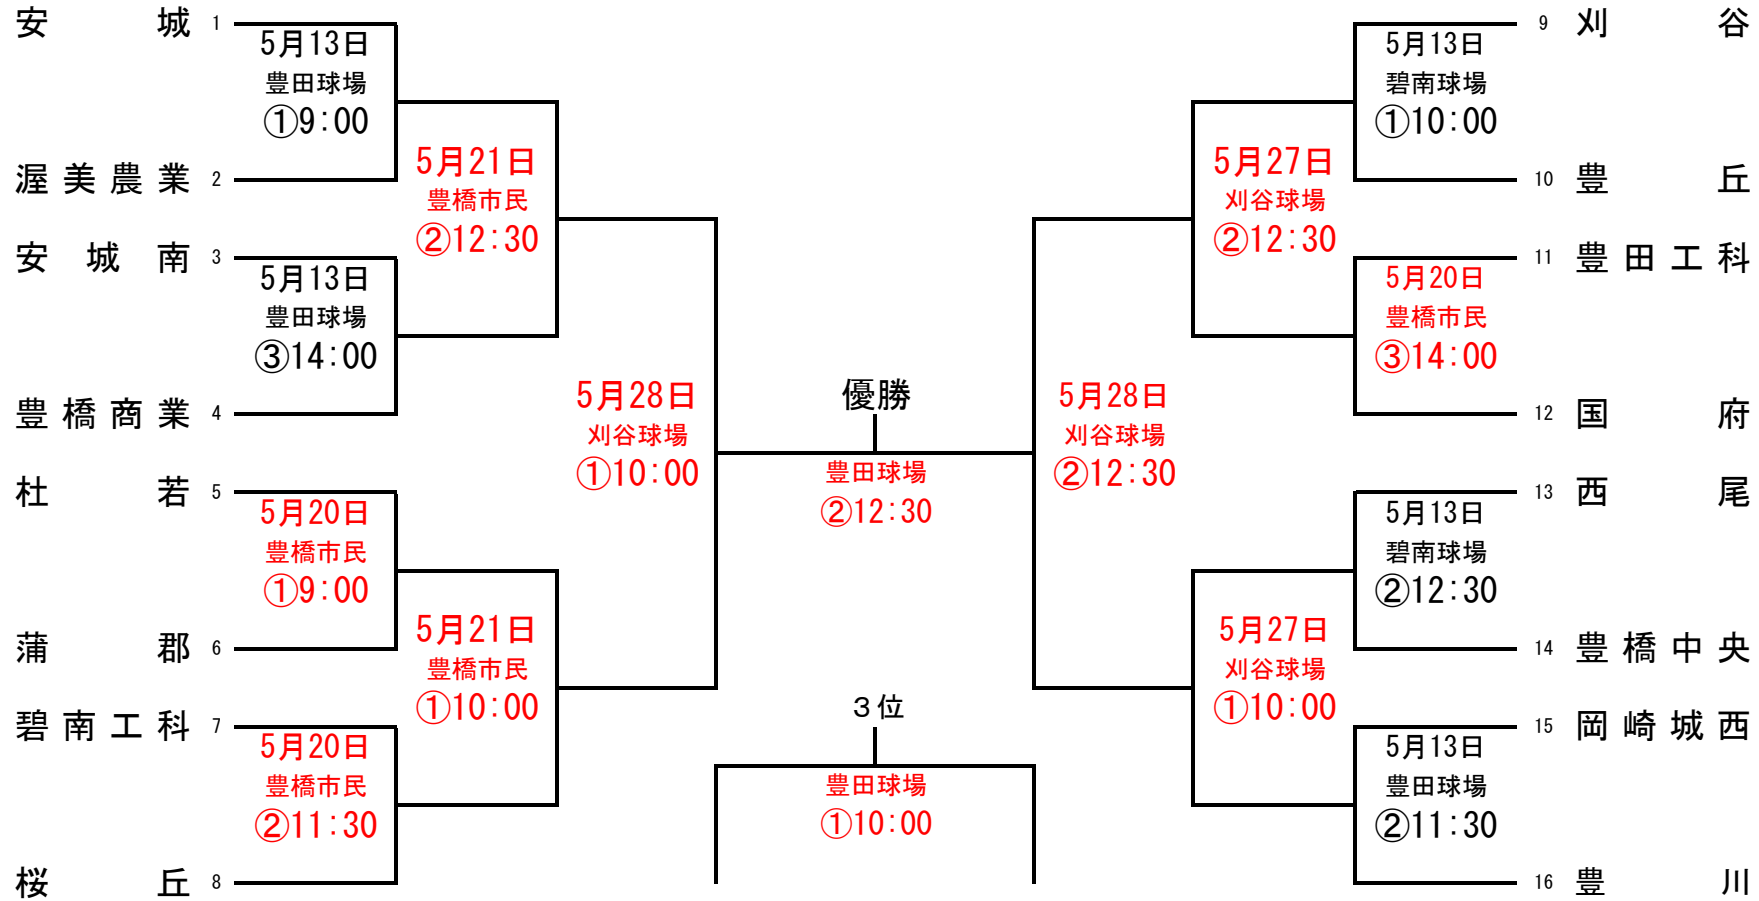 安城 1
5月13日
豊田球場
①9:00
渥美農業 2
5月21日
豊橋市民
②12:30
安城南 3
5月13日
豊田球場
③14:00
豊橋商業 4
5月28日
刈谷球場
①10:00
杜若 5
5月20日
豊橋市民
①9:00
蒲郡 6
5月21日
豊橋市民
①10:00
碧南工科 7
5月20日
豊橋市民
②11:30
桜丘 8
優勝
豊田球場
②12:30
3位
豊田球場
①10:00
9 刈谷
5月13日
碧南球場
①10:00
10 豊丘
5月27日
刈谷球場
②12:30
11 豊田工科
5月20日
豊橋市民
③14:00
12 国府
5月28日
刈谷球場
②12:30
13 西尾
5月13日
碧南球場
②12:30
14 豊橋中央
5月27日
刈谷球場
①10:00
15 岡崎城西
5月13日
豊田球場
②11:30
16 豊川